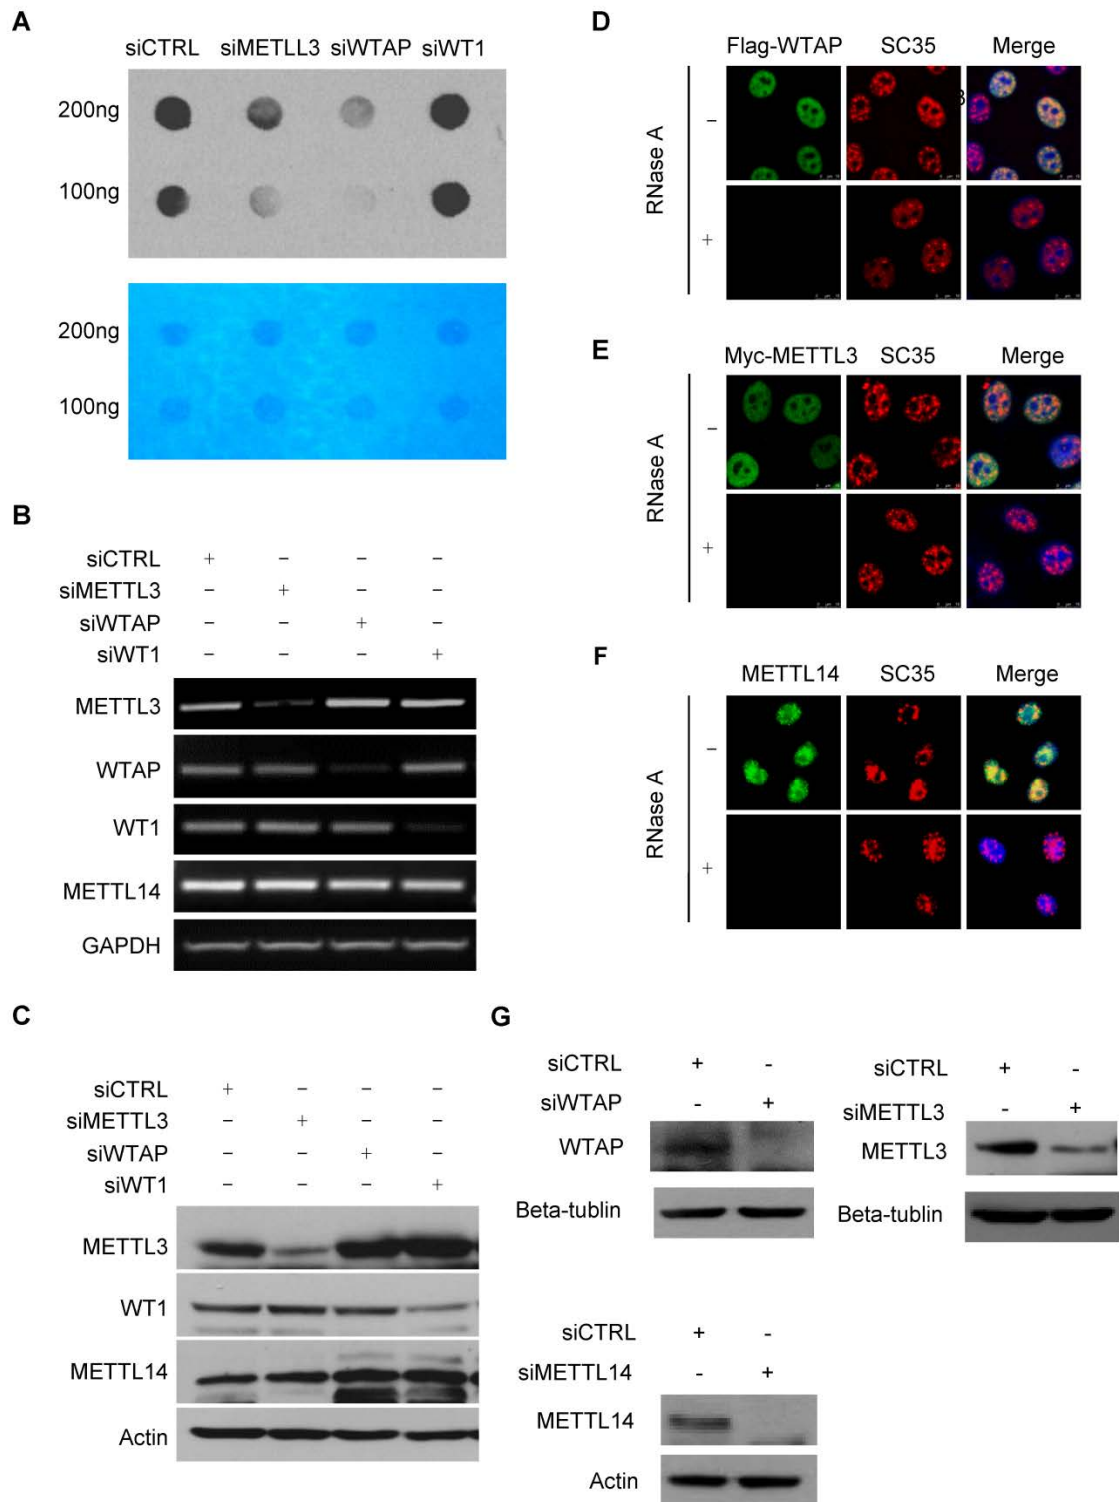 A
siCTRL siMETLL3 siWTAP siWT1
200ng
100ng
200ng
100ng
B
siCTRL + – – –
siMETTL3 – + – –
siWTAP – – + –
siWT1 – – – +
METTL3
WTAP
WT1
METTL14
GAPDH
C
siCTRL + – – –
siMETTL3 – + – –
siWTAP – – + –
siWT1 – – – +
METTL3
WT1
METTL14
Actin
D
Flag-WTAP SC35 Merge
RNase A
–
+
E
Myc-METTL3 SC35 Merge
RNase A
–
+
F
METTL14 SC35 Merge
RNase A
–
+
G
siCTRL + -
siWTAP - +
WTAP
Beta-tublin
siCTRL + -
siMETTL3 - +
METTL3
Beta-tublin
siCTRL + -
siMETTL14 - +
METTL14
Actin